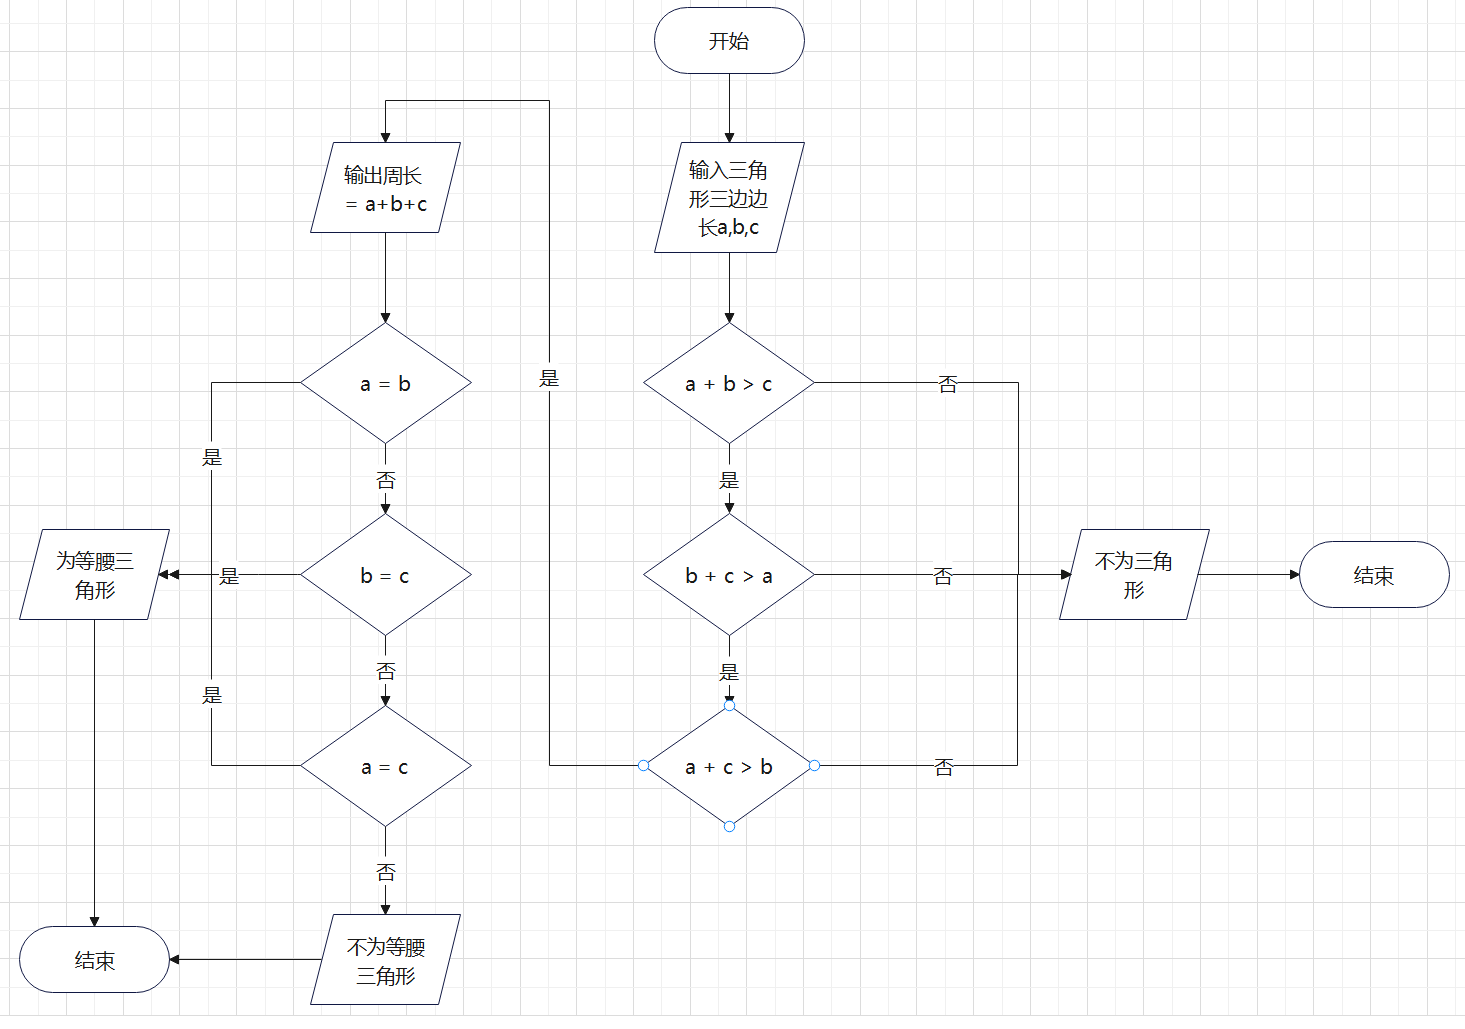 开始
输入三角
形三边边
长a,b,c
a + b > c
否
是
b + c > a
否
是
a + c > b
否
是
不为三角
形
结束
输出周长
= a+b+c
a = b
是
否
b = c
是
否
a = c
是
否
为等腰三
角形
不为等腰
三角形
结束